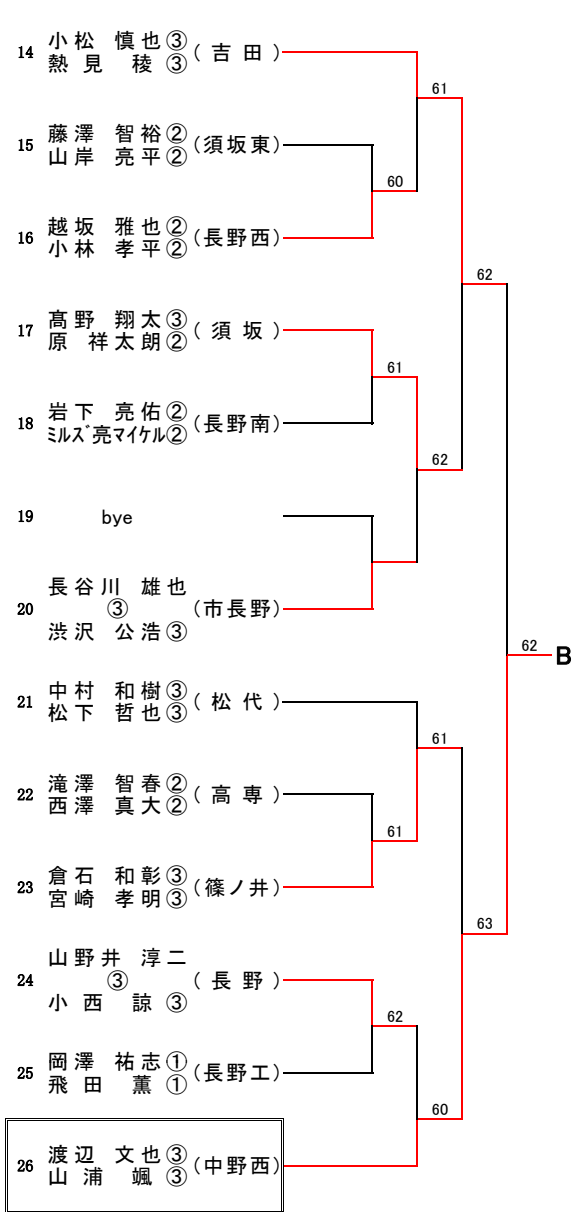 14 小松 慎也③ (吉田)
熱見 稜③
61
15 藤澤 智裕② (須坂東)
山岸 亮平②
60
16 越坂 雅也② (長野西)
小林 孝平②
62
17 髙野 翔太③ (須坂)
原 祥太朗②
61
18 岩下 亮佑② (長野南)
ミルズ亮マイケル②
62
19 bye
20 長谷川 雄也③ (市長野)
渋沢 公浩③
62 B
21 中村 和樹③ (松代)
松下 哲也③
61
22 滝澤 智春② (高専)
西澤 真大②
61
23 倉石 和彰③ (篠ノ井)
宮崎 孝明③
63
24 山野井 淳二③ (長野)
小西 諒③
62
25 岡澤 祐志① (長野工)
飛田 薫①
60
26 渡辺 文也③ (中野西)
山浦 颯③